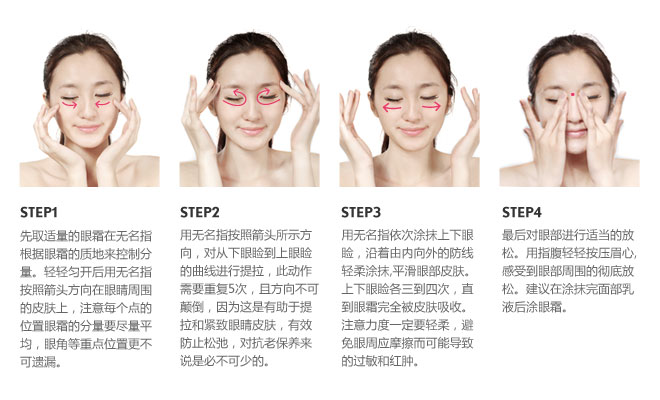 STEP1
先取适量的眼霜在无名指
根据眼霜的质地来控制分
量。轻轻匀开后用无名指
按照箭头方向在眼睛周围
的皮肤上，注意每个点的
位置眼霜的分量要尽量平
均，眼角等重点位置更不
可遗漏。
STEP2
用无名指按照箭头所示方
向，对从下眼睑到上眼睑
的曲线进行提拉，此动作
需要重复5次，且方向不可
颠倒，因为这是有助于提
拉和紧致眼睛皮肤，有效
防止松弛，对抗老保养来
说是必不可少的。
STEP3
用无名指依次涂抹上下眼
睑，沿着由内向外的防线
轻柔涂抹,平滑眼部皮肤。
上下眼睑各三到四次，直
到眼霜完全被皮肤吸收。
注意力度一定要轻柔，避
免眼周应摩擦而可能导致
的过敏和红肿。
STEP4
最后对眼部进行适当的放
松。用指腹轻轻按压眉心,
感受到眼部周围的彻底放
松。建议在涂抹完面部乳
液后涂眼霜。